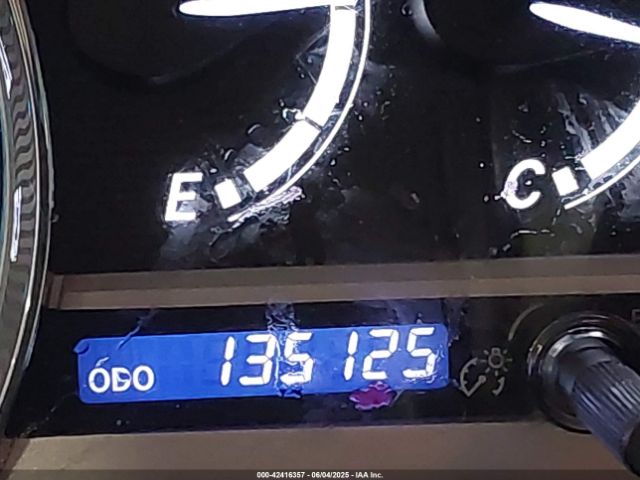 E
C
ODO 135125
000-42416357 - 06/04/2025 - IAA Inc.